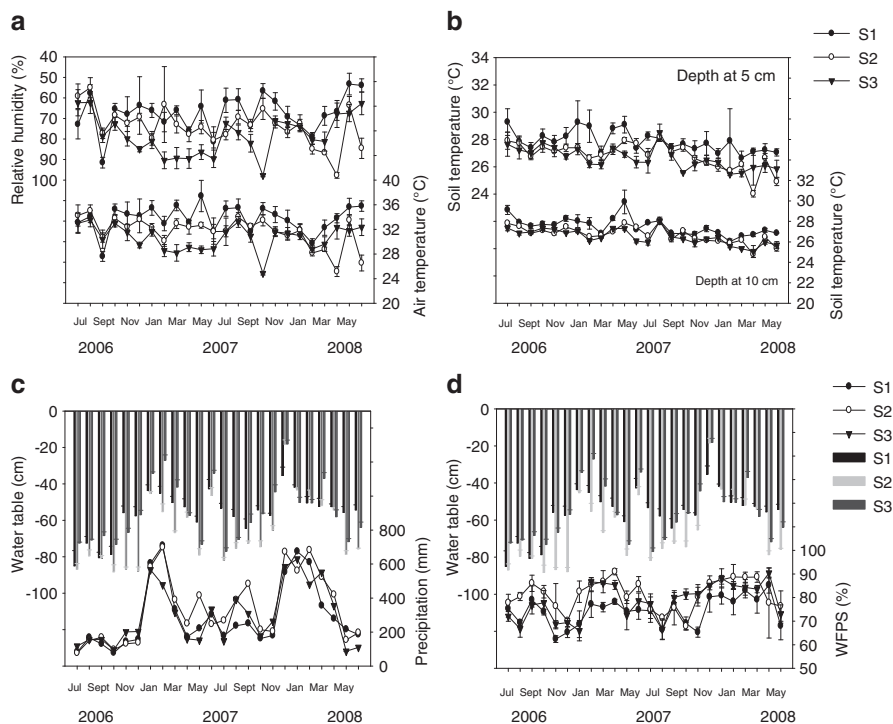 a
Relative humidity (%)
40
50
60
70
80
90
100
40
36
32
28
24
20
Air temperature (°C)
Jul Sept Nov Jan Mar May Jul Sept Nov Jan Mar May
2006 2007 2008
b
S1
S2
S3
Soil temperature (°C)
34
32
30
28
26
24
22
Depth at 5 cm
32
30
28
26
24
22
20
Soil temperature (°C)
Depth at 10 cm
Jul Sept Nov Jan Mar May Jul Sept Nov Jan Mar May
2006 2007 2008
c
Water table (cm)
0
-20
-40
-60
-80
-100
800
600
400
200
0
Precipitation (mm)
Jul Sept Nov Jan Mar May Jul Sept Nov Jan Mar May
2006 2007 2008
d
S1
S2
S3
S1
S2
S3
Water table (cm)
0
-20
-40
-60
-80
-100
100
90
80
70
60
50
WFPS (%)
Jul Sept Nov Jan Mar May Jul Sept Nov Jan Mar May
2006 2007 2008